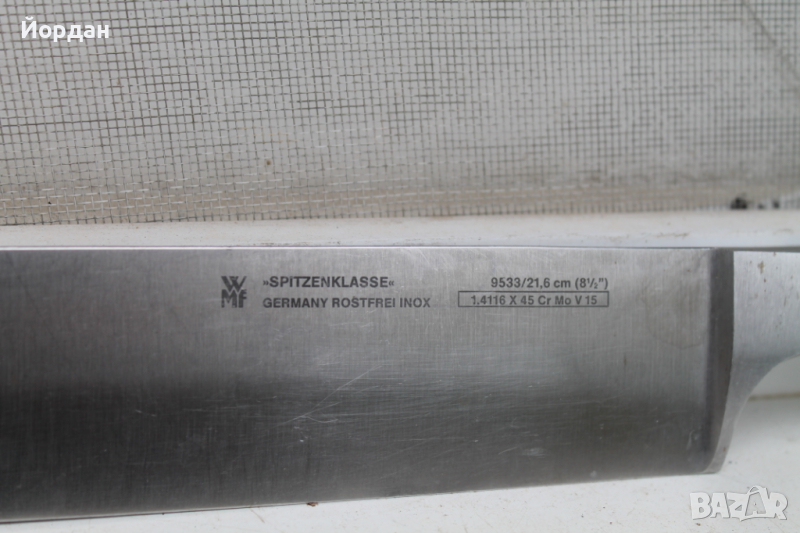 Йордан
WMF
»SPITZENKLASSE«
GERMANY ROSTFREI INOX
9533/21,6 cm (8½")
1.4116 X 45 Cr Mo V 15
BAZAR